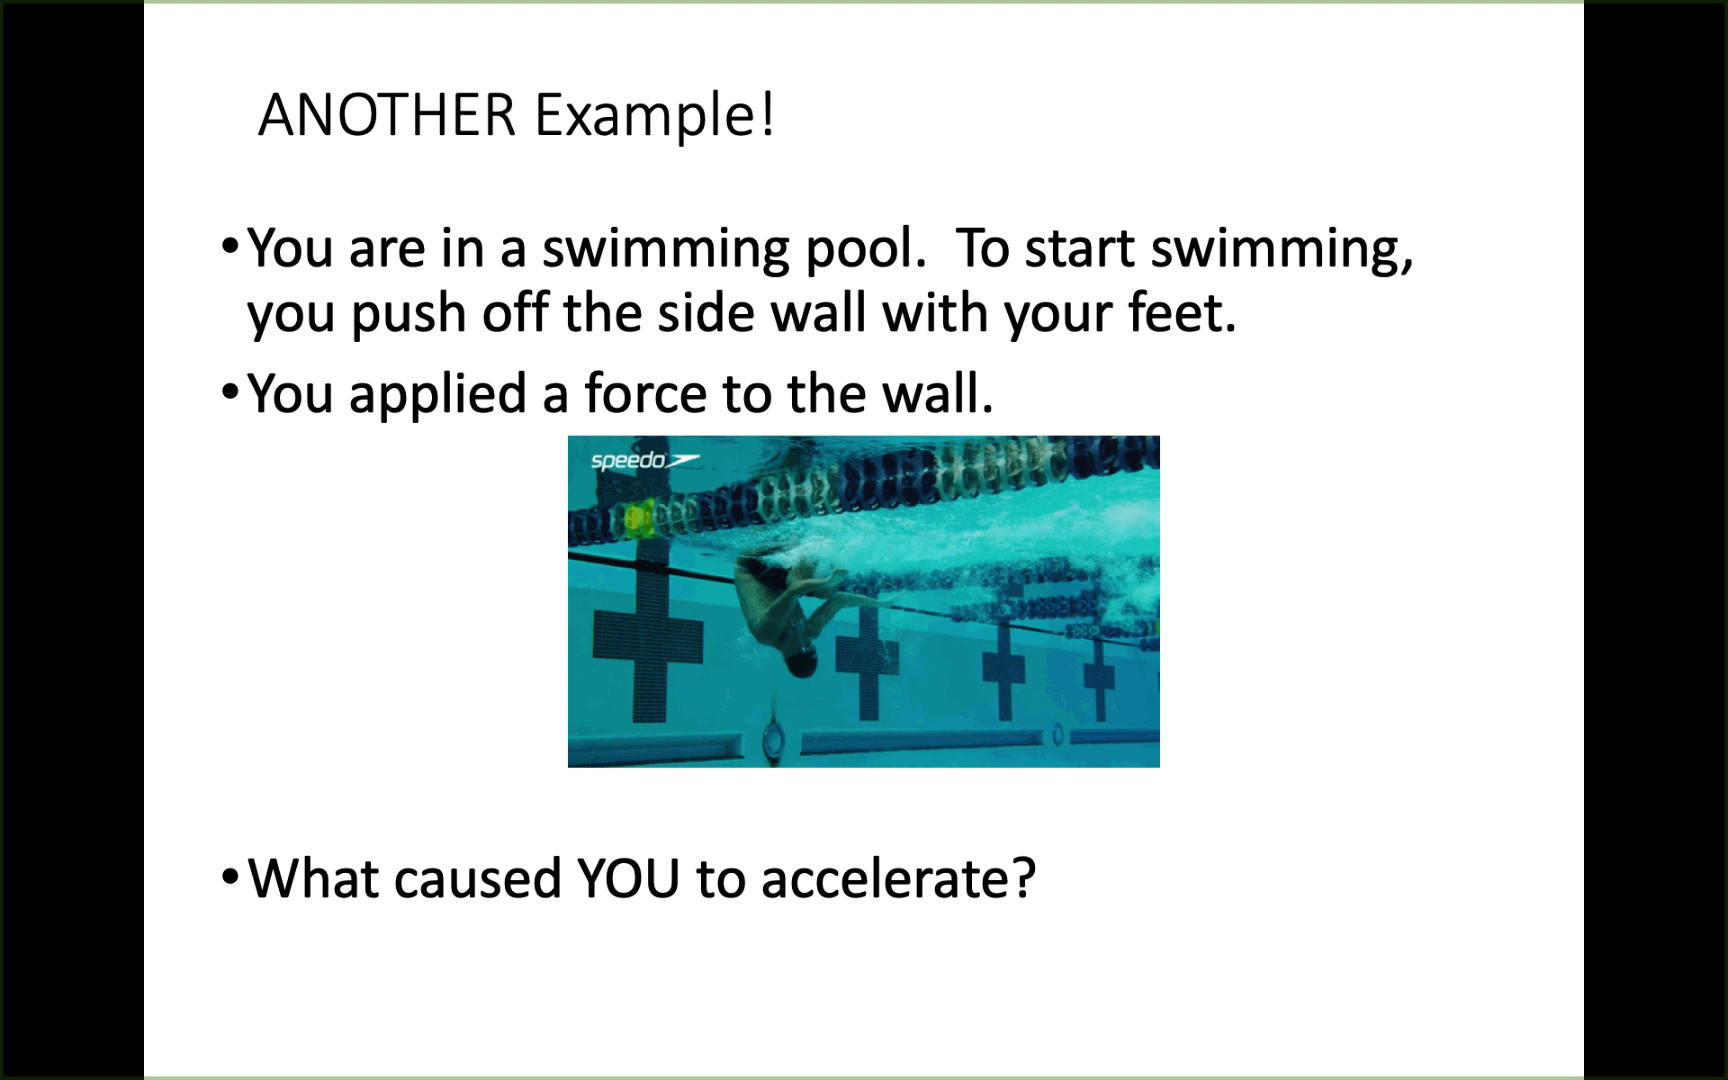 ANOTHER Example!
•You are in a swimming pool.  To start swimming,
you push off the side wall with your feet.
•You applied a force to the wall.
speedo
•What caused YOU to accelerate?